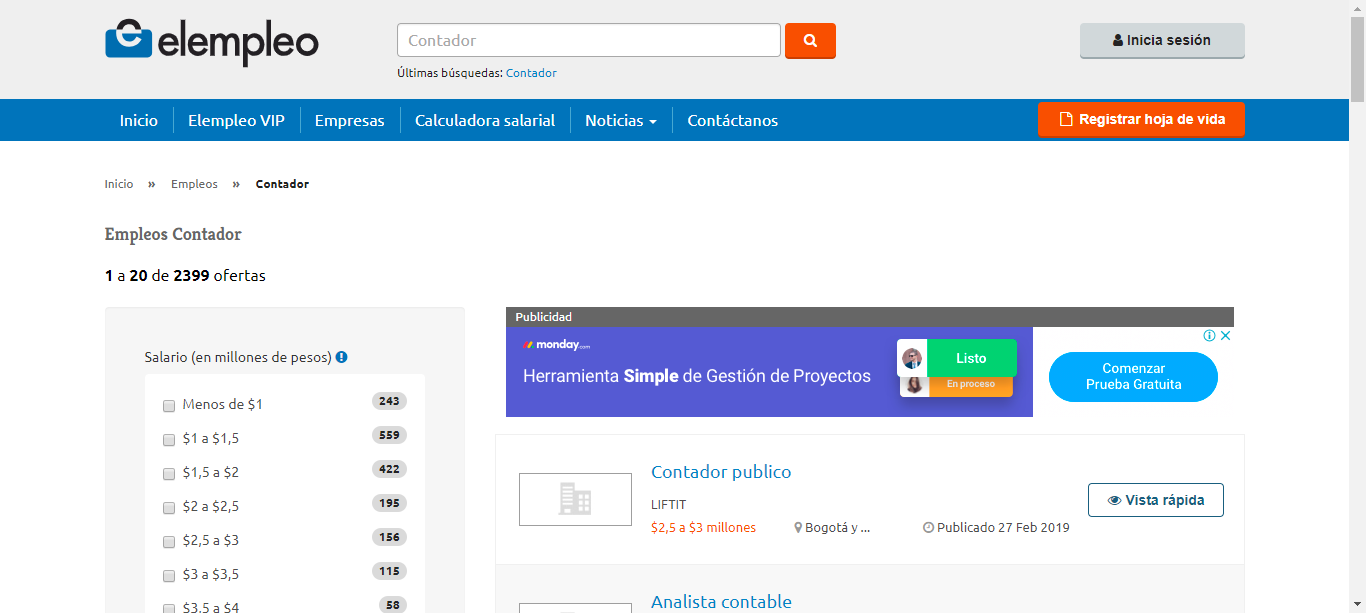 elempleo
Contador
Últimas búsquedas: Contador
Inicia sesión
Inicio
Elempleo VIP
Empresas
Calculadora salarial
Noticias
Contáctanos
Registrar hoja de vida
Inicio » Empleos » Contador
Empleos Contador
1 a 20 de 2399 ofertas
Salario (en millones de pesos)
Menos de $1 243
$1 a $1,5 559
$1,5 a $2 422
$2 a $2,5 195
$2,5 a $3 156
$3 a $3,5 115
$3,5 a $4 58
Publicidad
monday.com
Herramienta Simple de Gestión de Proyectos
Listo
En proceso
Comenzar
Prueba Gratuita
Contador publico
LIFTIT
$2,5 a $3 millones
Bogotá y ...
Publicado 27 Feb 2019
Vista rápida
Analista contable